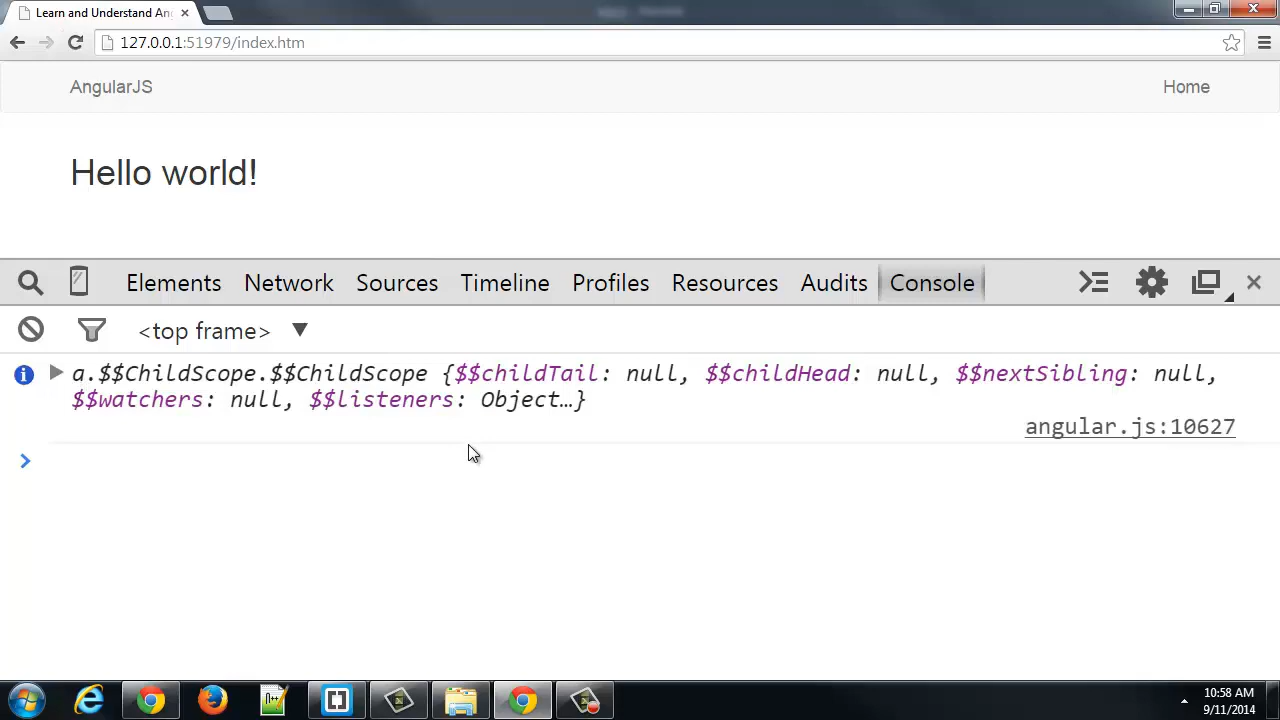 Learn and Understand An
127.0.0.1:51979/index.htm
AngularJS
Home
Hello world!
Elements Network Sources Timeline Profiles Resources Audits Console
<top frame>
a.$$ChildScope.$$ChildScope {$$childTail: null, $$childHead: null, $$nextSibling: null,
$$watchers: null, $$listeners: Object…}
angular.js:10627
10:58 AM
9/11/2014